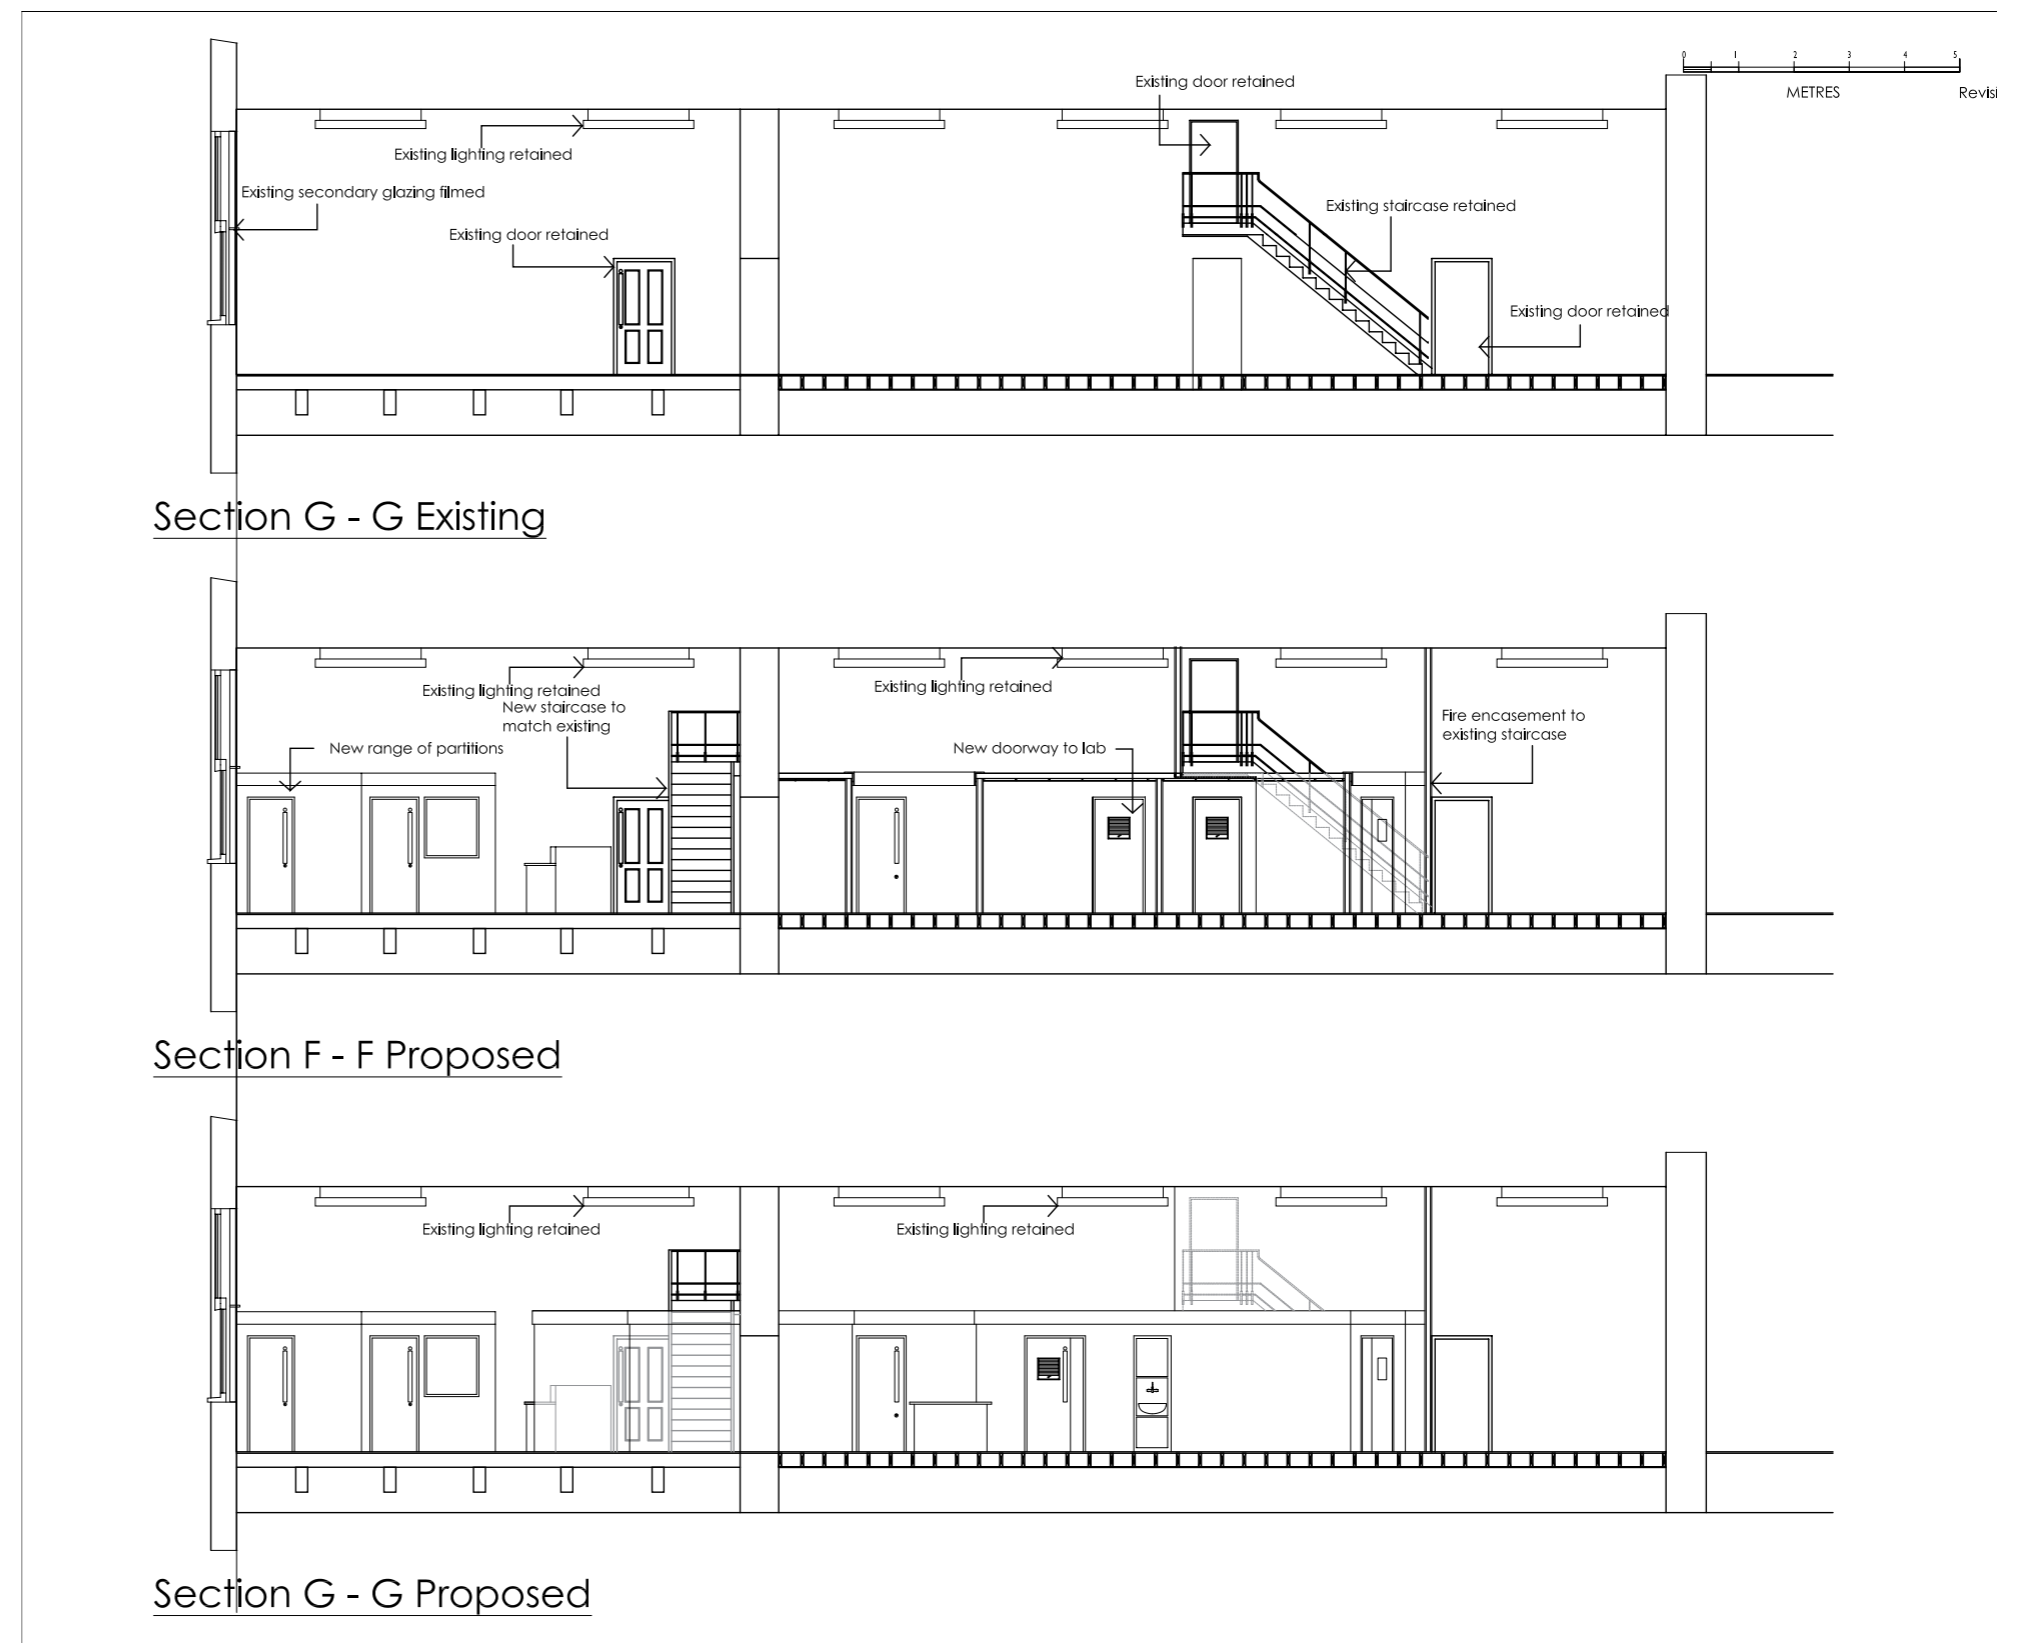 0 1 2 3 4 5
METRES
Revisi
Existing door retained
Existing lighting retained
Existing secondary glazing filmed
Existing staircase retained
Existing door retained
Existing door retained
Section G - G Existing
Existing lighting retained
Existing lighting retained
New staircase to
match existing
Fire encasement to
existing staircase
New range of partitions
New doorway to lab
Section F - F Proposed
Existing lighting retained
Existing lighting retained
Section G - G Proposed